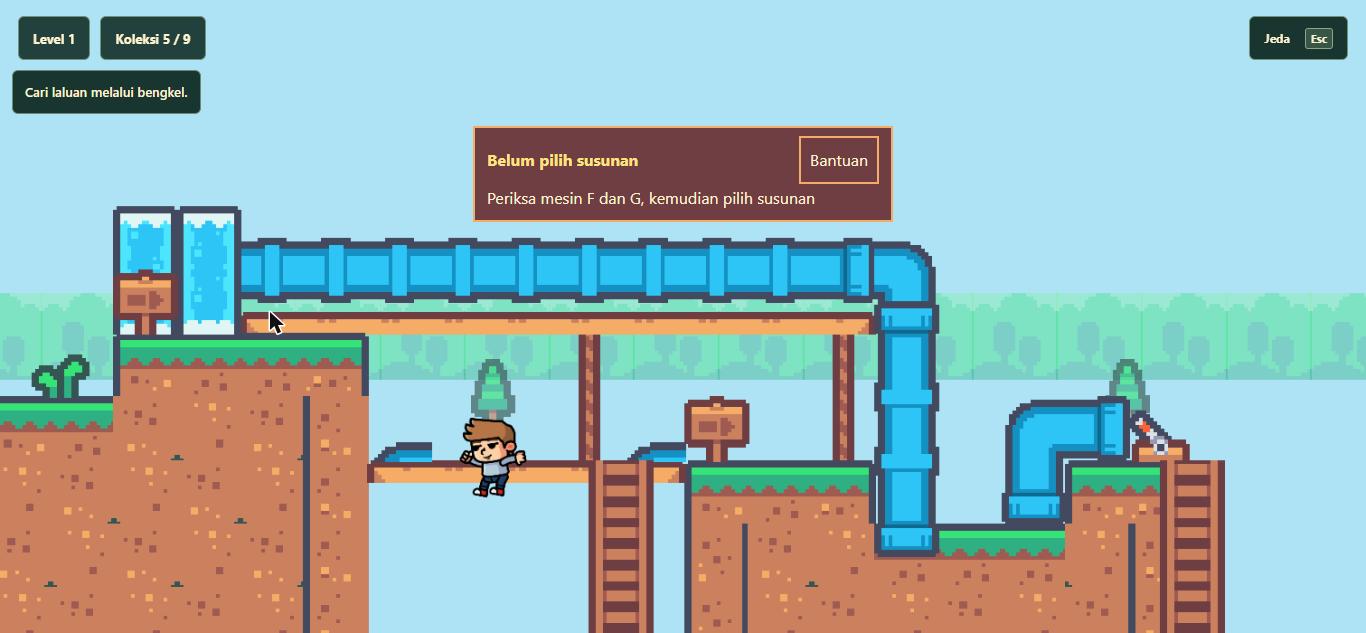 Level 1
Koleksi 5 / 9
Jeda Esc
Cari laluan melalui bengkel.
Belum pilih susunan
Bantuan
Periksa mesin F dan G, kemudian pilih susunan